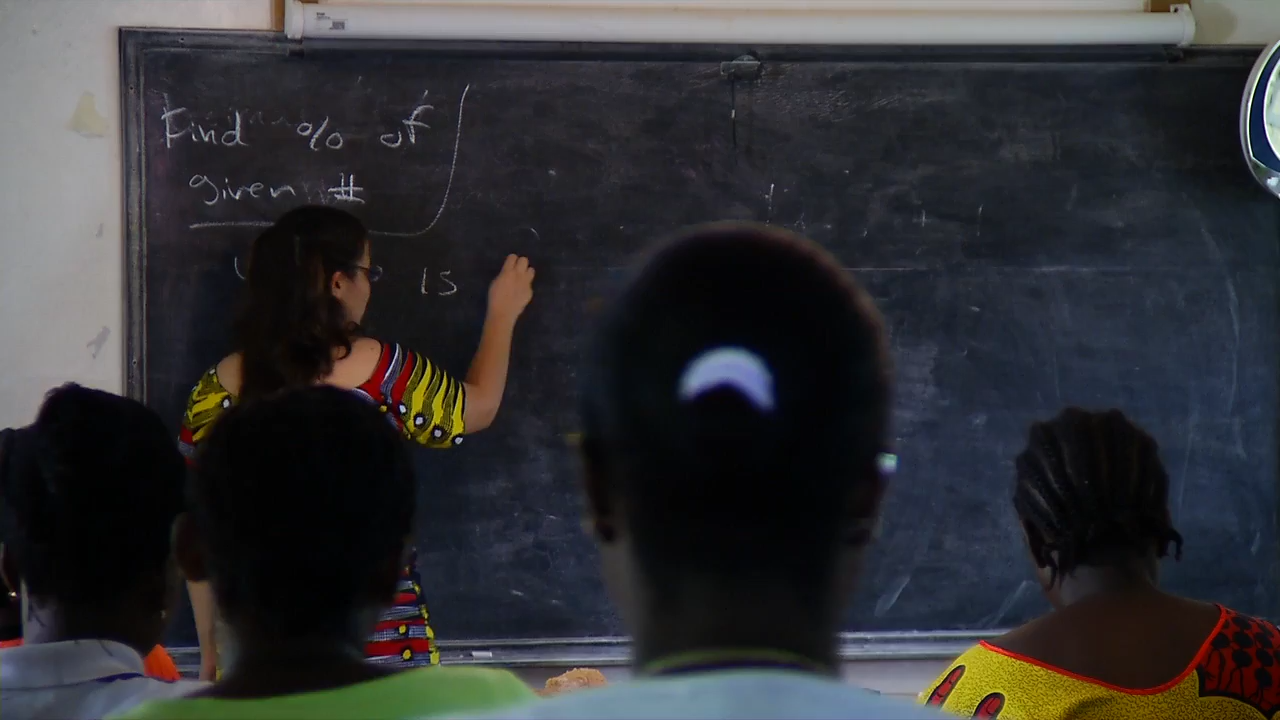 Find % of
given #
is